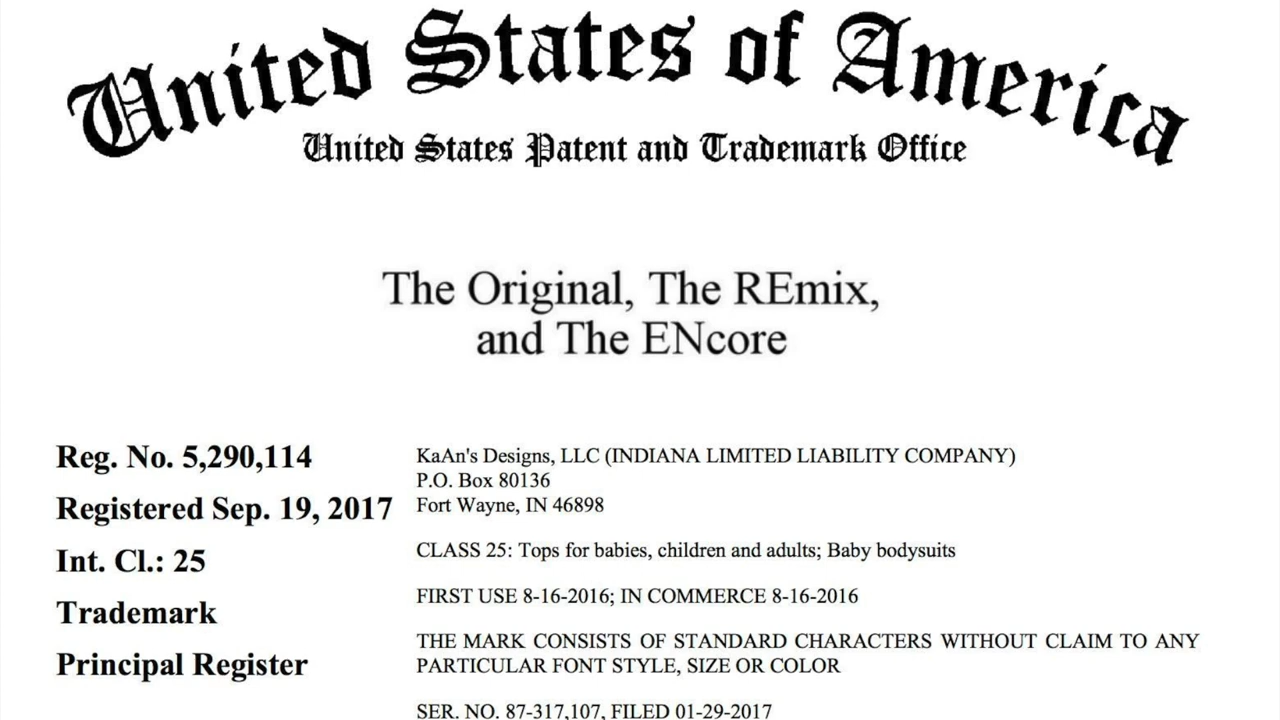 United States of America
United States Patent and Trademark Office
The Original, The REmix,
and The ENcore
Reg. No. 5,290,114
Registered Sep. 19, 2017
Int. Cl.: 25
Trademark
Principal Register
KaAn's Designs, LLC (INDIANA LIMITED LIABILITY COMPANY)
P.O. Box 80136
Fort Wayne, IN 46898
CLASS 25: Tops for babies, children and adults; Baby bodysuits
FIRST USE 8-16-2016; IN COMMERCE 8-16-2016
THE MARK CONSISTS OF STANDARD CHARACTERS WITHOUT CLAIM TO ANY
PARTICULAR FONT STYLE, SIZE OR COLOR
SER. NO. 87-317,107, FILED 01-29-2017